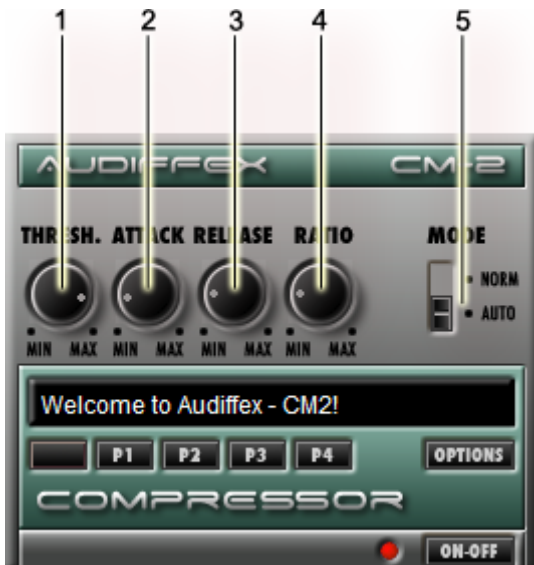 1 2 3 4 5
AUDIFFEX CM-2
THRESH. ATTACK RELEASE RATIO MODE
NORM
AUTO
MIN MAX MIN MAX MIN MAX MIN MAX
Welcome to Audiffex - CM2!
P1 P2 P3 P4 OPTIONS
COMPRESSOR
ON-OFF